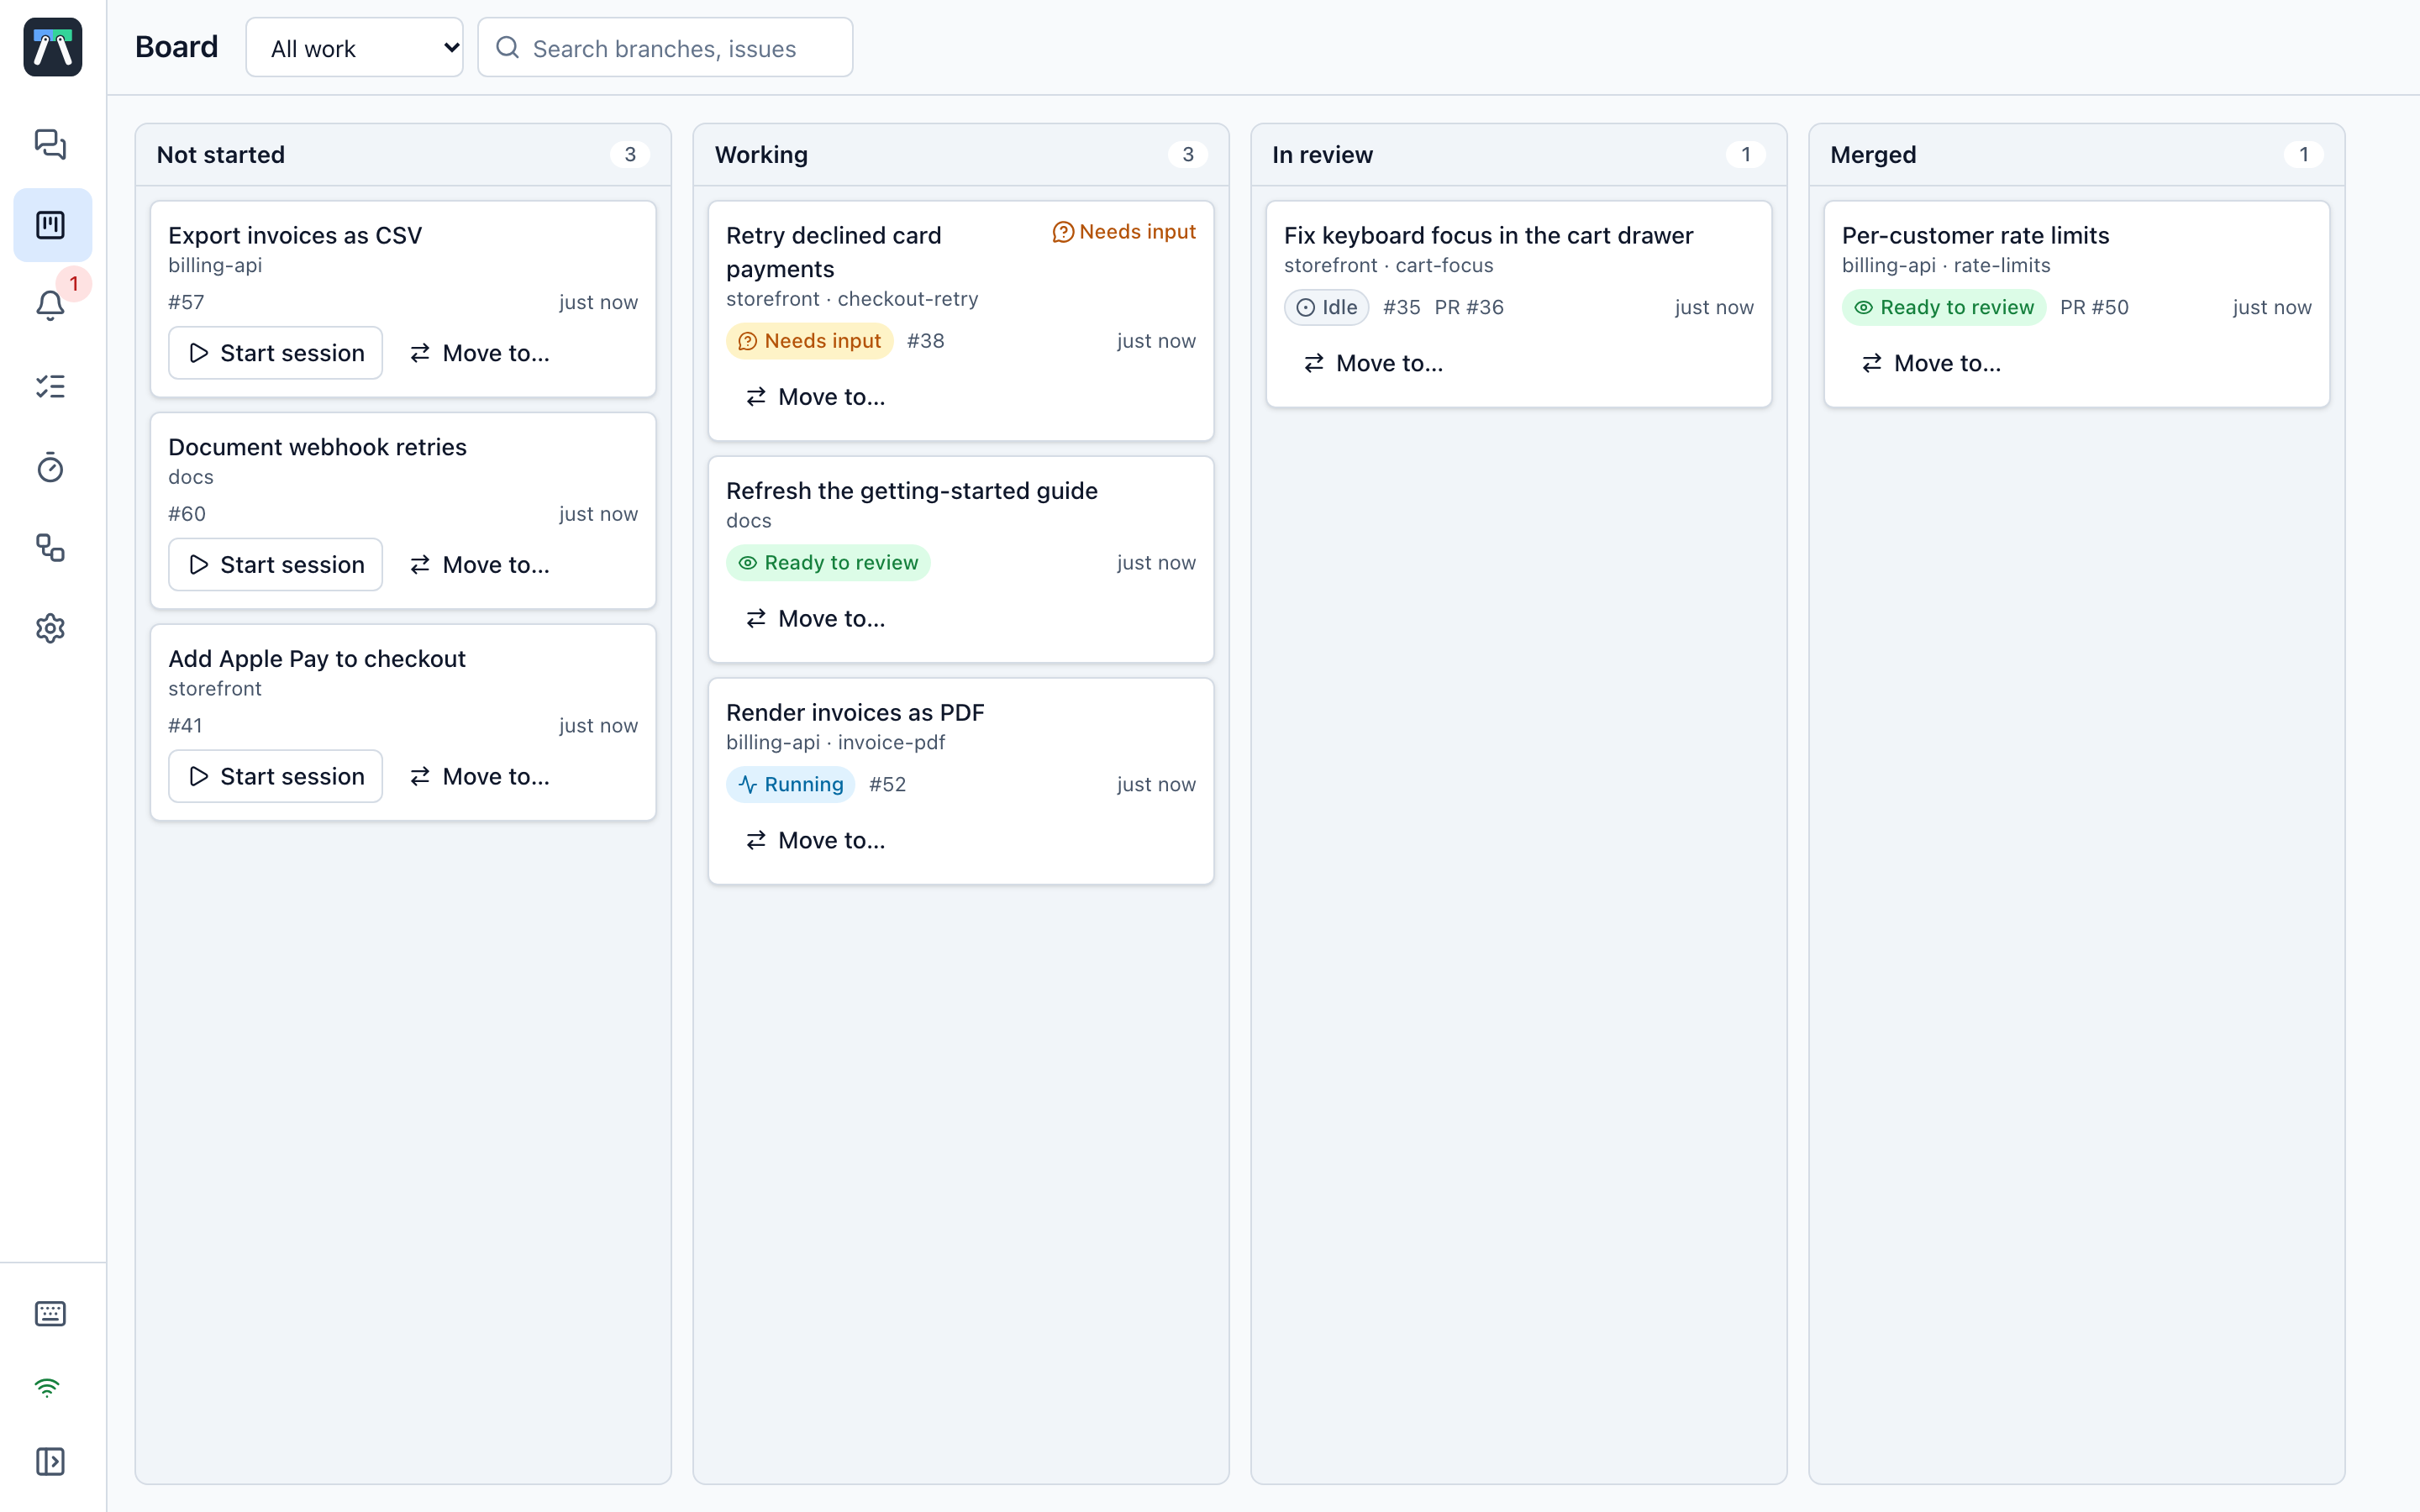 Board
All work
Search branches, issues
1
Not started
3
Export invoices as CSV
billing-api
#57
just now
Start session
Move to...
Document webhook retries
docs
#60
just now
Start session
Move to...
Add Apple Pay to checkout
storefront
#41
just now
Start session
Move to...
Working
3
Retry declined card
payments
Needs input
storefront · checkout-retry
Needs input
#38
just now
Move to...
Refresh the getting-started guide
docs
Ready to review
just now
Move to...
Render invoices as PDF
billing-api · invoice-pdf
Running
#52
just now
Move to...
In review
1
Fix keyboard focus in the cart drawer
storefront · cart-focus
Idle
#35
PR #36
just now
Move to...
Merged
1
Per-customer rate limits
billing-api · rate-limits
Ready to review
PR #50
just now
Move to...